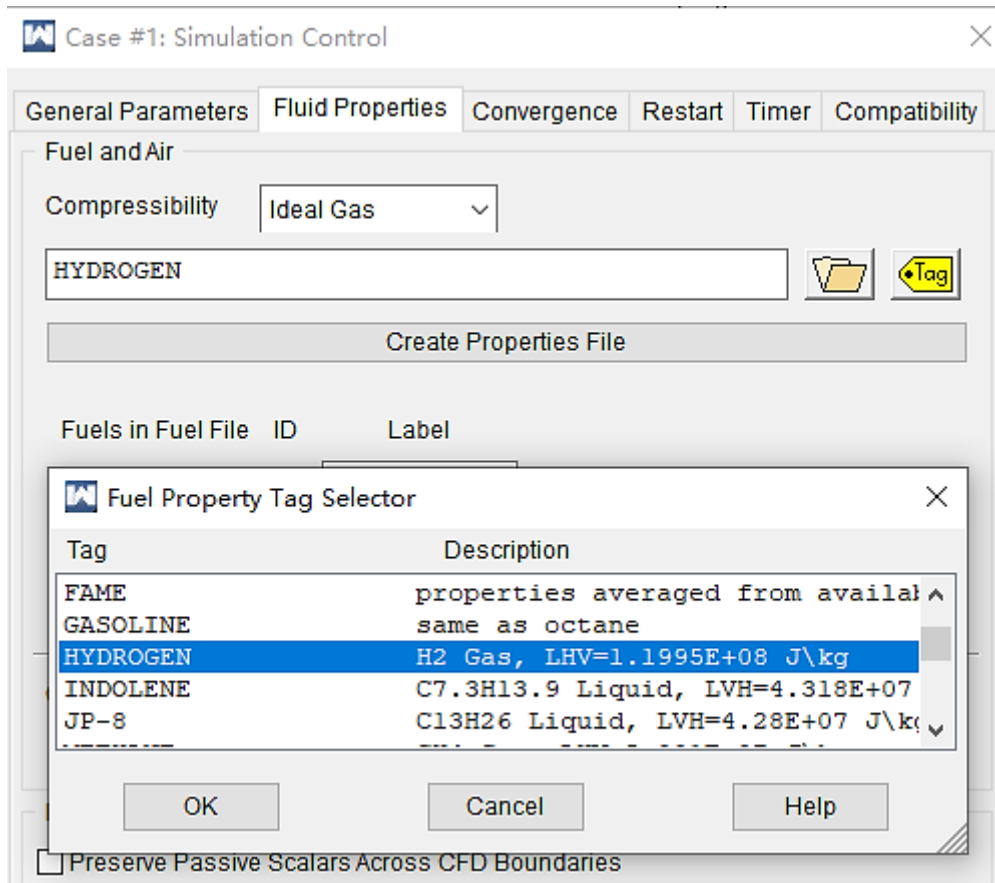 Case #1: Simulation Control
General Parameters Fluid Properties Convergence Restart Timer Compatibility
Fuel and Air
Compressibility Ideal Gas
HYDROGEN Tag
Create Properties File
Fuels in Fuel File ID Label
Fuel Property Tag Selector
Tag Description
FAME properties averaged from availab
GASOLINE same as octane
HYDROGEN H2 Gas, LHV=1.1995E+08 J\kg
INDOLENE C7.3H13.9 Liquid, LVH=4.318E+07
JP-8 C13H26 Liquid, LVH=4.28E+07 J\kg
OK Cancel Help
Preserve Passive Scalars Across CFD Boundaries